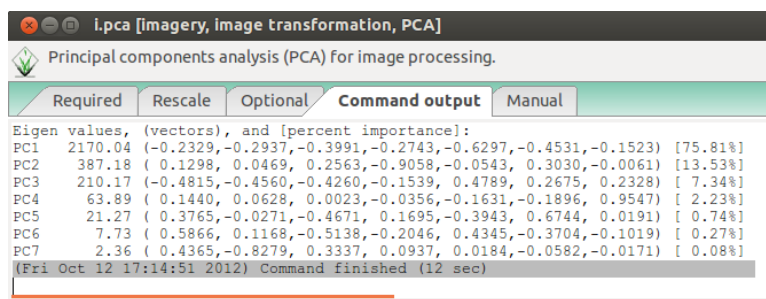 i.pca [imagery, image transformation, PCA]
Principal components analysis (PCA) for image processing.
Required Rescale Optional Command output Manual
Eigen values, (vectors), and [percent importance]:
PC1 2170.04 (-0.2329,-0.2937,-0.3991,-0.2743,-0.6297,-0.4531,-0.1523) [75.81%]
PC2 387.18 ( 0.1298, 0.0469, 0.2563,-0.9058,-0.0543, 0.3030,-0.0061) [13.53%]
PC3 210.17 (-0.4815,-0.4560,-0.4260,-0.1539, 0.4789, 0.2675, 0.2328) [ 7.34%]
PC4 63.89 ( 0.1440, 0.0628, 0.0023,-0.0356,-0.1631,-0.1896, 0.9547) [ 2.23%]
PC5 21.27 ( 0.3765,-0.0271,-0.4671, 0.1695,-0.3943, 0.6744, 0.0191) [ 0.74%]
PC6 7.73 ( 0.5866, 0.1168,-0.5138,-0.2046, 0.4345,-0.3704,-0.1019) [ 0.27%]
PC7 2.36 ( 0.4365,-0.8279, 0.3337, 0.0937, 0.0184,-0.0582,-0.0171) [ 0.08%]
(Fri Oct 12 17:14:51 2012) Command finished (12 sec)